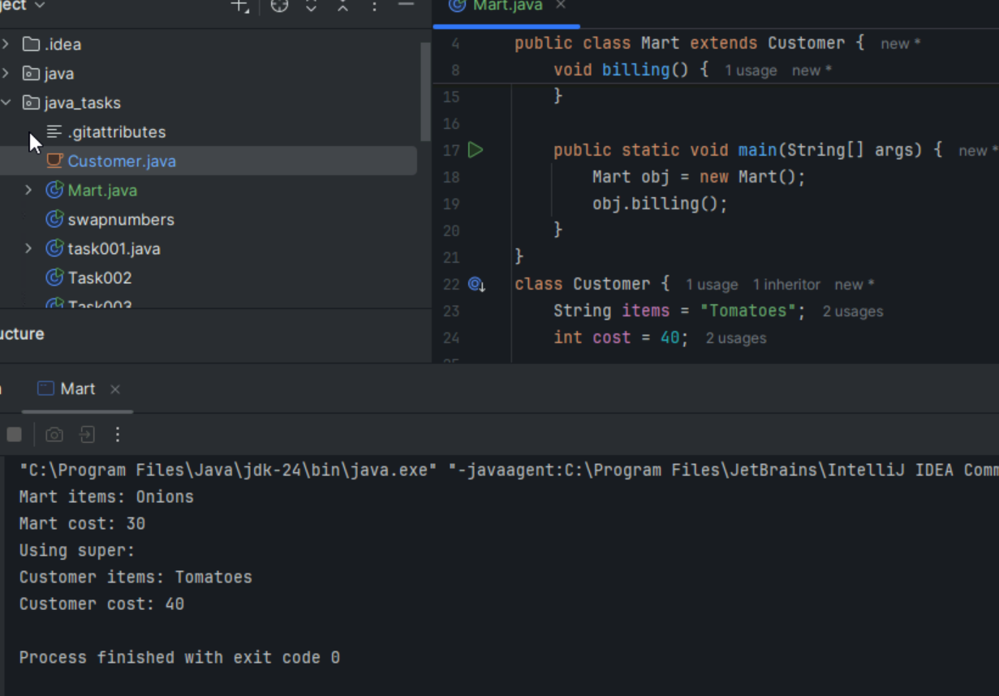 Mart.java
.idea
java
java_tasks
.gitattributes
Customer.java
Mart.java
swapnumbers
task001.java
Task002
Task003
4 public class Mart extends Customer { new *
8 void billing() { 1 usage new *
15 }
16
17 public static void main(String[] args) { new *
18 Mart obj = new Mart();
19 obj.billing();
20 }
21 }
22 class Customer { 1 usage 1 inheritor new *
23 String items = "Tomatoes"; 2 usages
24 int cost = 40; 2 usages
ucture
Mart
"C:\Program Files\Java\jdk-24\bin\java.exe" "-javaagent:C:\Program Files\JetBrains\IntelliJ IDEA Comm
Mart items: Onions
Mart cost: 30
Using super:
Customer items: Tomatoes
Customer cost: 40
Process finished with exit code 0